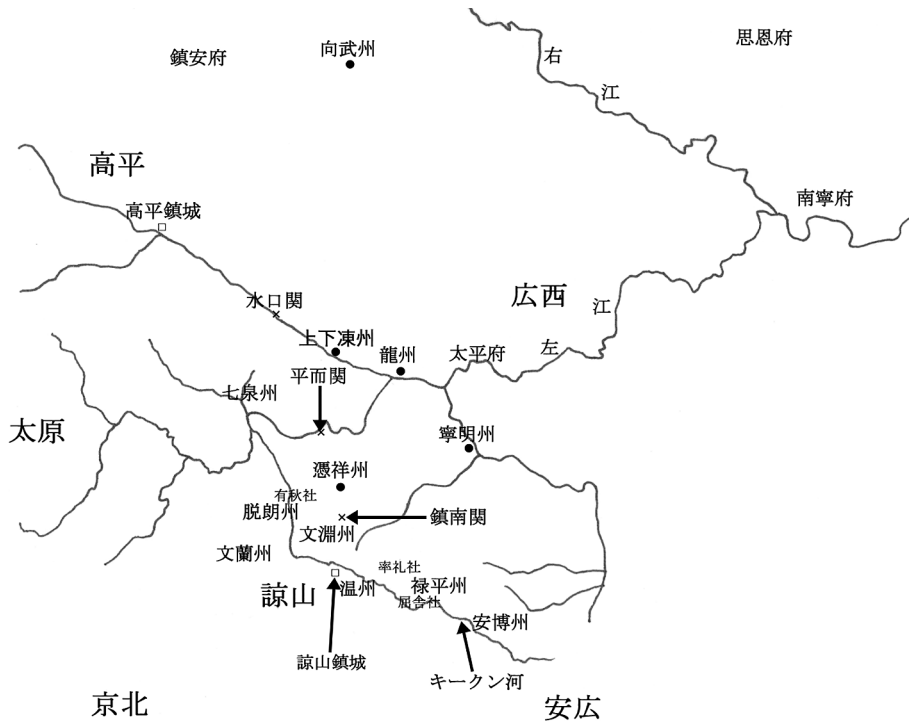 思恩府
向武州
鎮安府
右
江
高平
南寧府
高平鎮城
水口関
広西
江
上下凍州
左
太平府
龍州
平而関
七泉州
太原
寧明州
憑祥州
有秋社
脱朗州
鎮南関
文淵州
文蘭州
率礼社
諒山
温州
禄平州
屈舎社
安博州
諒山鎮城
キークン河
京北
安広